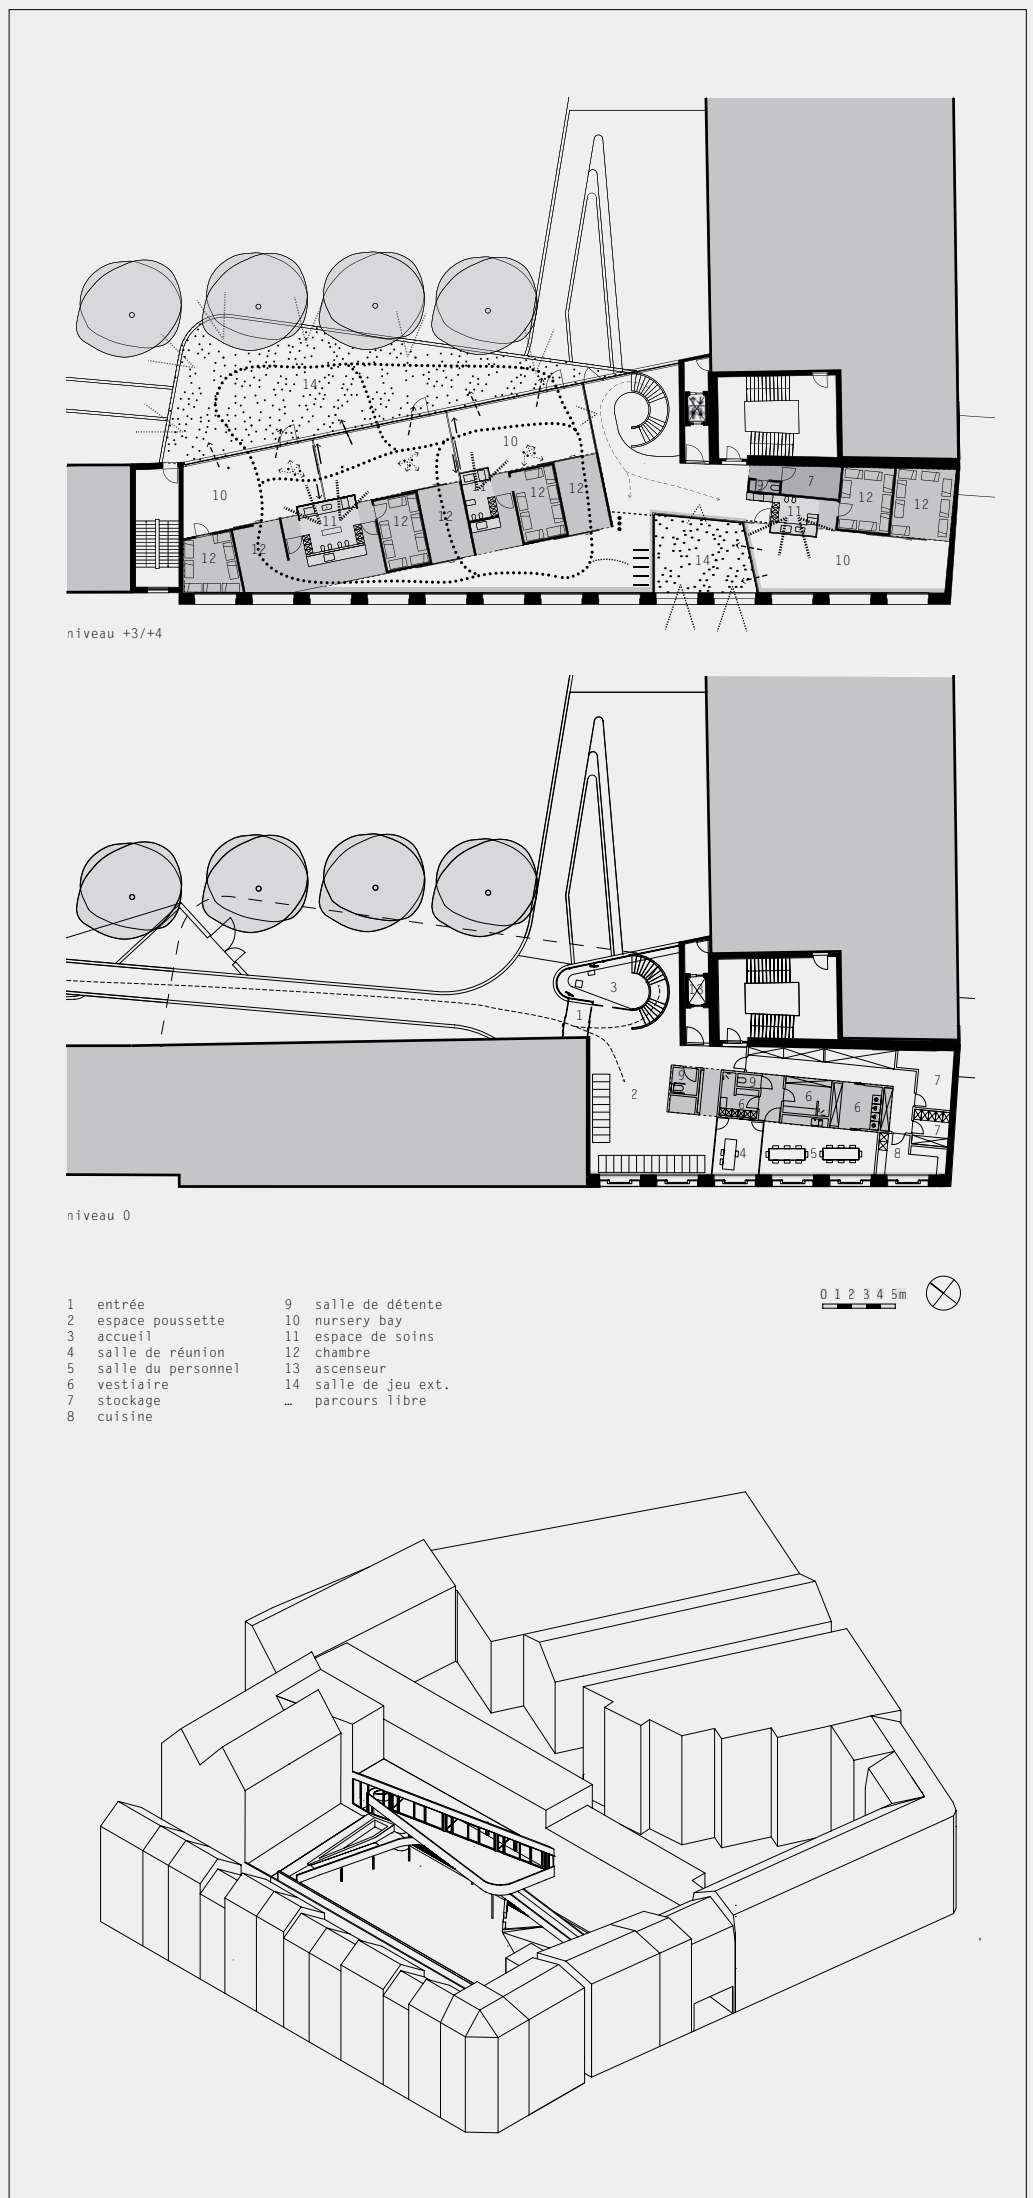 14
10
10
11
11
12
12
12
12
12
12
9
7
12
12
11
14
10
niveau +3/+4
3
1
13
2
9
9
6
6
6
7
7
4
5
8
niveau 0
0 1 2 3 4 5m
1 entrée
2 espace poussette
3 accueil
4 salle de réunion
5 salle du personnel
6 vestiaire
7 stockage
8 cuisine
9 salle de détente
10 nursery bay
11 espace de soins
12 chambre
13 ascenseur
14 salle de jeu ext.
… parcours libre